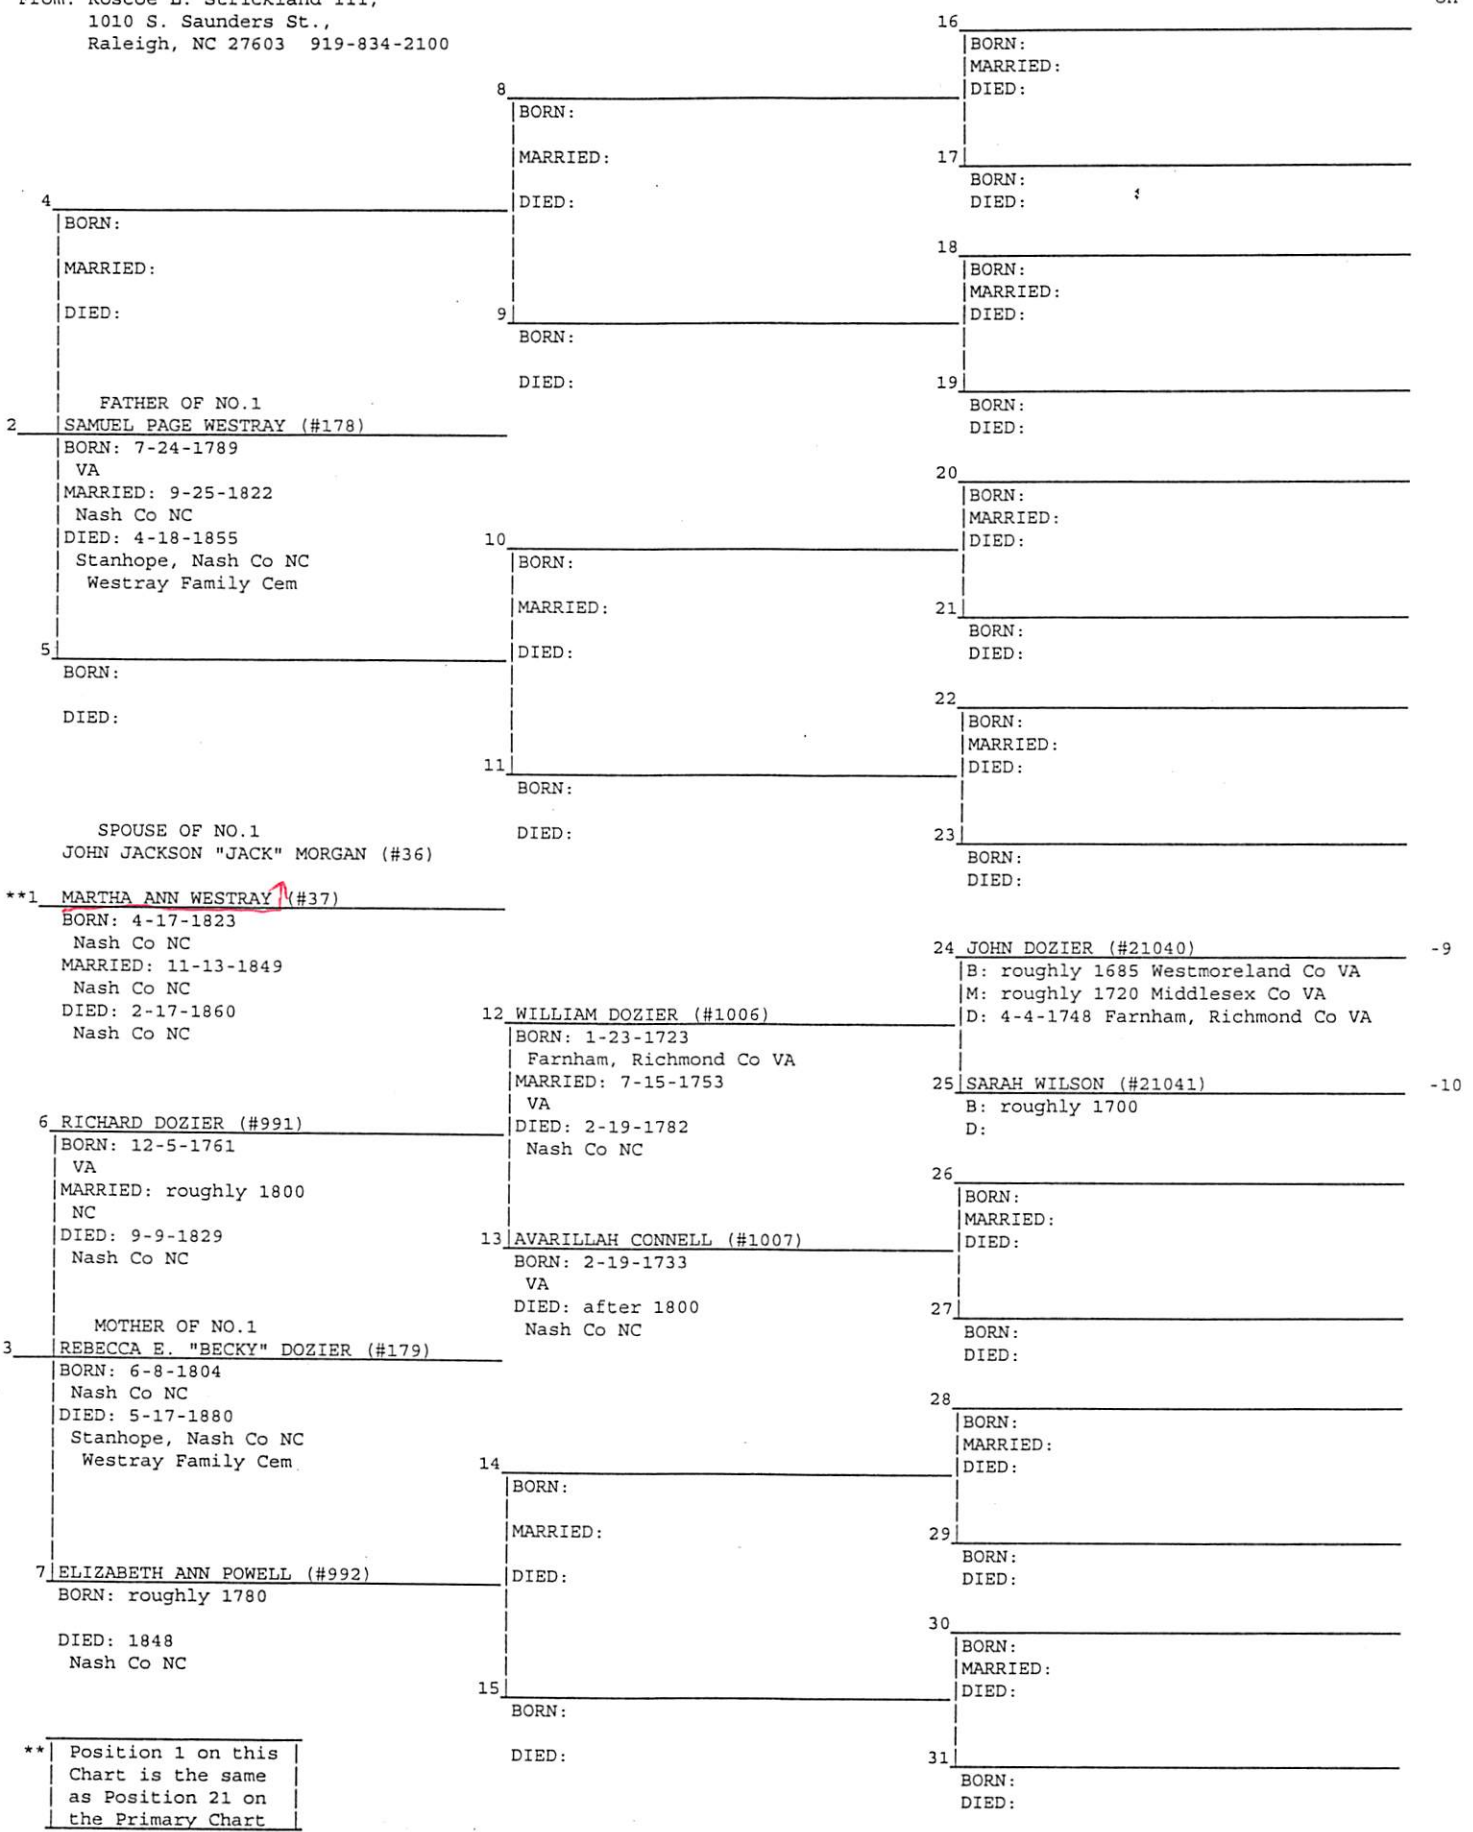 From: Roscoe L. Strickland III,
1010 S. Saunders St.,
Raleigh, NC 27603 919-834-2100
16
BORN:
MARRIED:
DIED:
8
BORN:
MARRIED:
DIED:
17
BORN:
DIED:
4
BORN:
MARRIED:
DIED:
18
BORN:
MARRIED:
DIED:
9
BORN:
DIED:
19
BORN:
DIED:
FATHER OF NO.1
2 SAMUEL PAGE WESTRAY (#178)
BORN: 7-24-1789
VA
MARRIED: 9-25-1822
Nash Co NC
DIED: 4-18-1855
Stanhope, Nash Co NC
Westray Family Cem
20
BORN:
MARRIED:
DIED:
10
BORN:
MARRIED:
DIED:
21
BORN:
DIED:
5
BORN:
DIED:
22
BORN:
MARRIED:
DIED:
11
BORN:
DIED:
23
BORN:
DIED:
SPOUSE OF NO.1
JOHN JACKSON "JACK" MORGAN (#36)
**1 MARTHA ANN WESTRAY (#37)
BORN: 4-17-1823
Nash Co NC
MARRIED: 11-13-1849
Nash Co NC
DIED: 2-17-1860
Nash Co NC
24 JOHN DOZIER (#21040) -9
B: roughly 1685 Westmoreland Co VA
M: roughly 1720 Middlesex Co VA
D: 4-4-1748 Farnham, Richmond Co VA
12 WILLIAM DOZIER (#1006)
BORN: 1-23-1723
Farnham, Richmond Co VA
MARRIED: 7-15-1753
VA
DIED: 2-19-1782
Nash Co NC
25 SARAH WILSON (#21041) -10
B: roughly 1700
D:
6 RICHARD DOZIER (#991)
BORN: 12-5-1761
VA
MARRIED: roughly 1800
NC
DIED: 9-9-1829
Nash Co NC
26
BORN:
MARRIED:
DIED:
13 AVARILLAH CONNELL (#1007)
BORN: 2-19-1733
VA
DIED: after 1800
Nash Co NC
27
BORN:
DIED:
MOTHER OF NO.1
3 REBECCA E. "BECKY" DOZIER (#179)
BORN: 6-8-1804
Nash Co NC
DIED: 5-17-1880
Stanhope, Nash Co NC
Westray Family Cem
28
BORN:
MARRIED:
DIED:
14
BORN:
MARRIED:
DIED:
29
BORN:
DIED:
7 ELIZABETH ANN POWELL (#992)
BORN: roughly 1780
DIED: 1848
Nash Co NC
30
BORN:
MARRIED:
DIED:
15
BORN:
DIED:
31
BORN:
DIED:
** Position 1 on this
Chart is the same
as Position 21 on
the Primary Chart